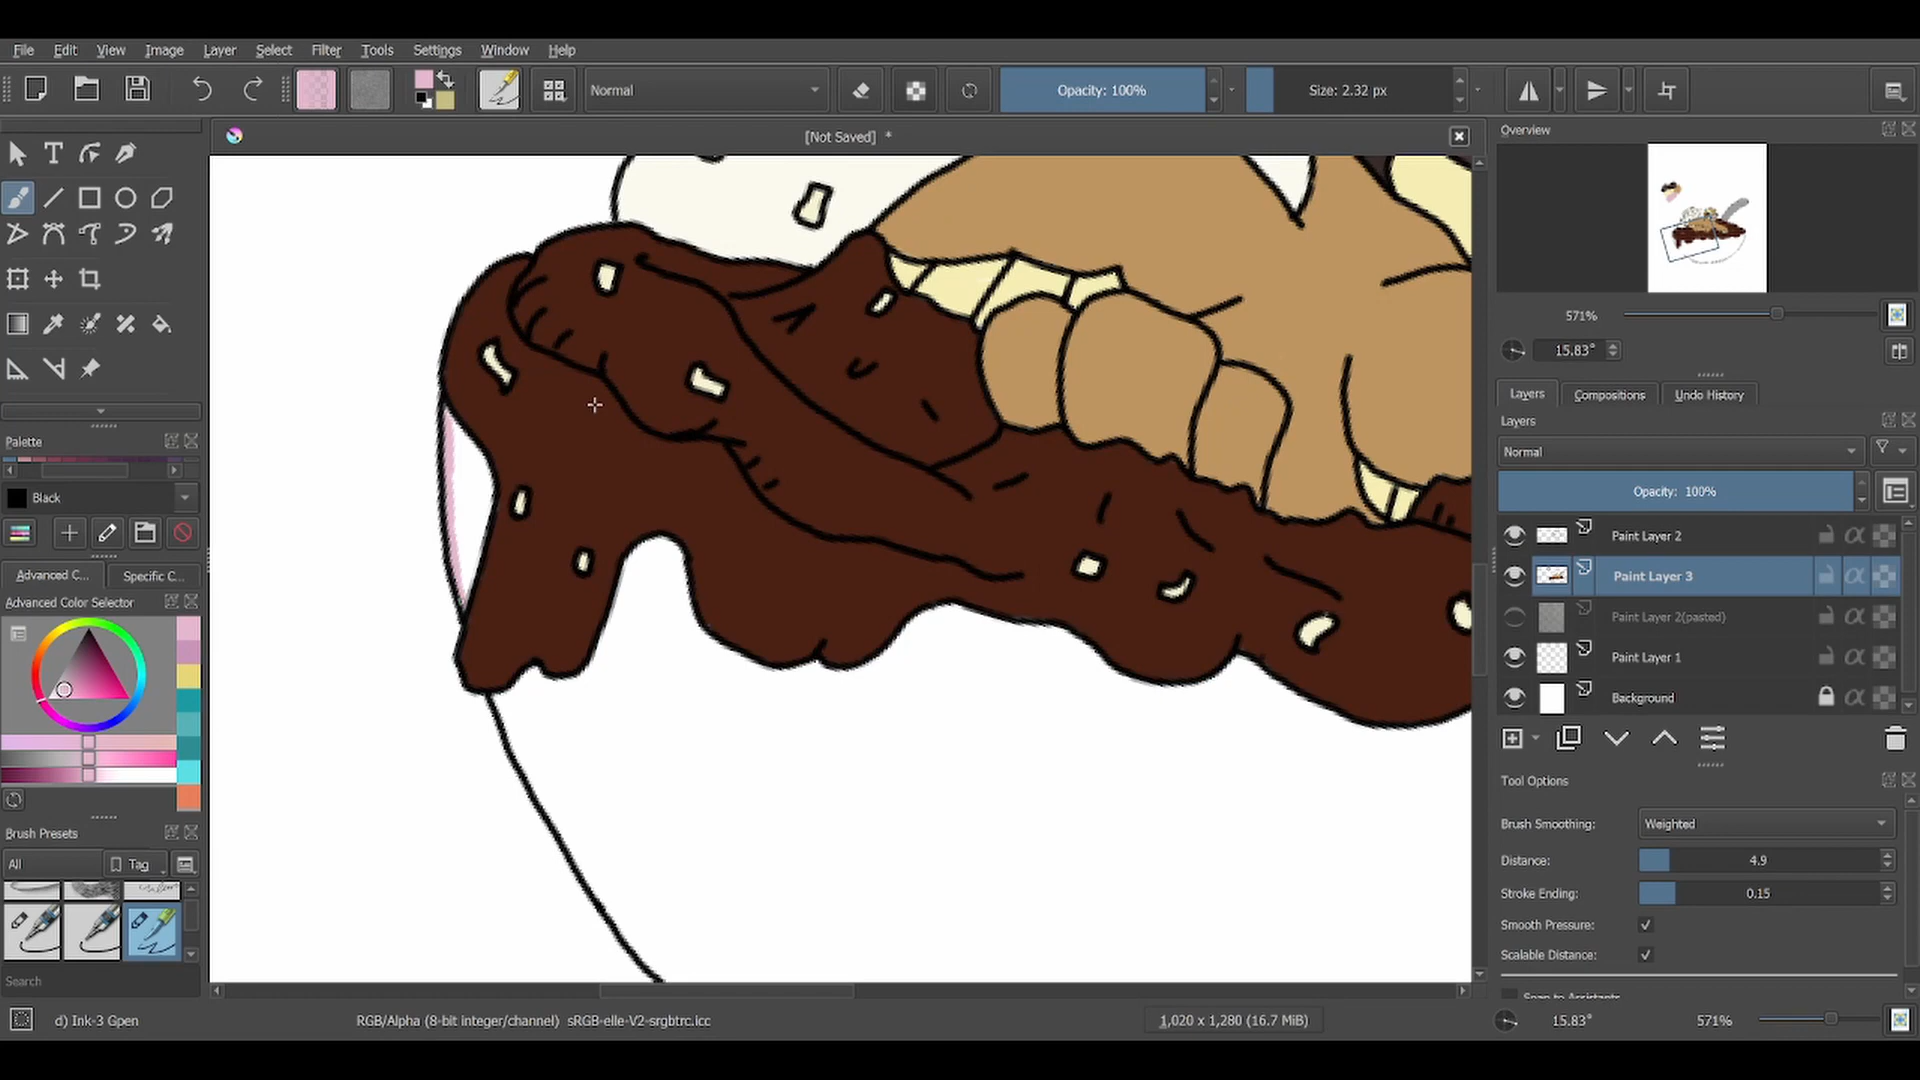 File Edit View Image Layer Select Filter Tools Settings Window Help
Normal
Opacity: 100%
Size: 2.32 px
[Not Saved] *
Overview
571%
15.83°
Layers Compositions Undo History
Layers
Normal
Opacity: 100%
Paint Layer 2
Paint Layer 3
Paint Layer 2(pasted)
Paint Layer 1
Background
Tool Options
Brush Smoothing: Weighted
Distance: 4.9
Stroke Ending: 0.15
Smooth Pressure:
Scalable Distance:
Palette
Black
Advanced C... Specific C...
Advanced Color Selector
Brush Presets
All Tag
Search
d) Ink-3 Gpen
RGB/Alpha (8-bit integer/channel) sRGB-elle-V2-srgbtrc.icc
1,020 x 1,280 (16.7 MiB)
15.83°
571%